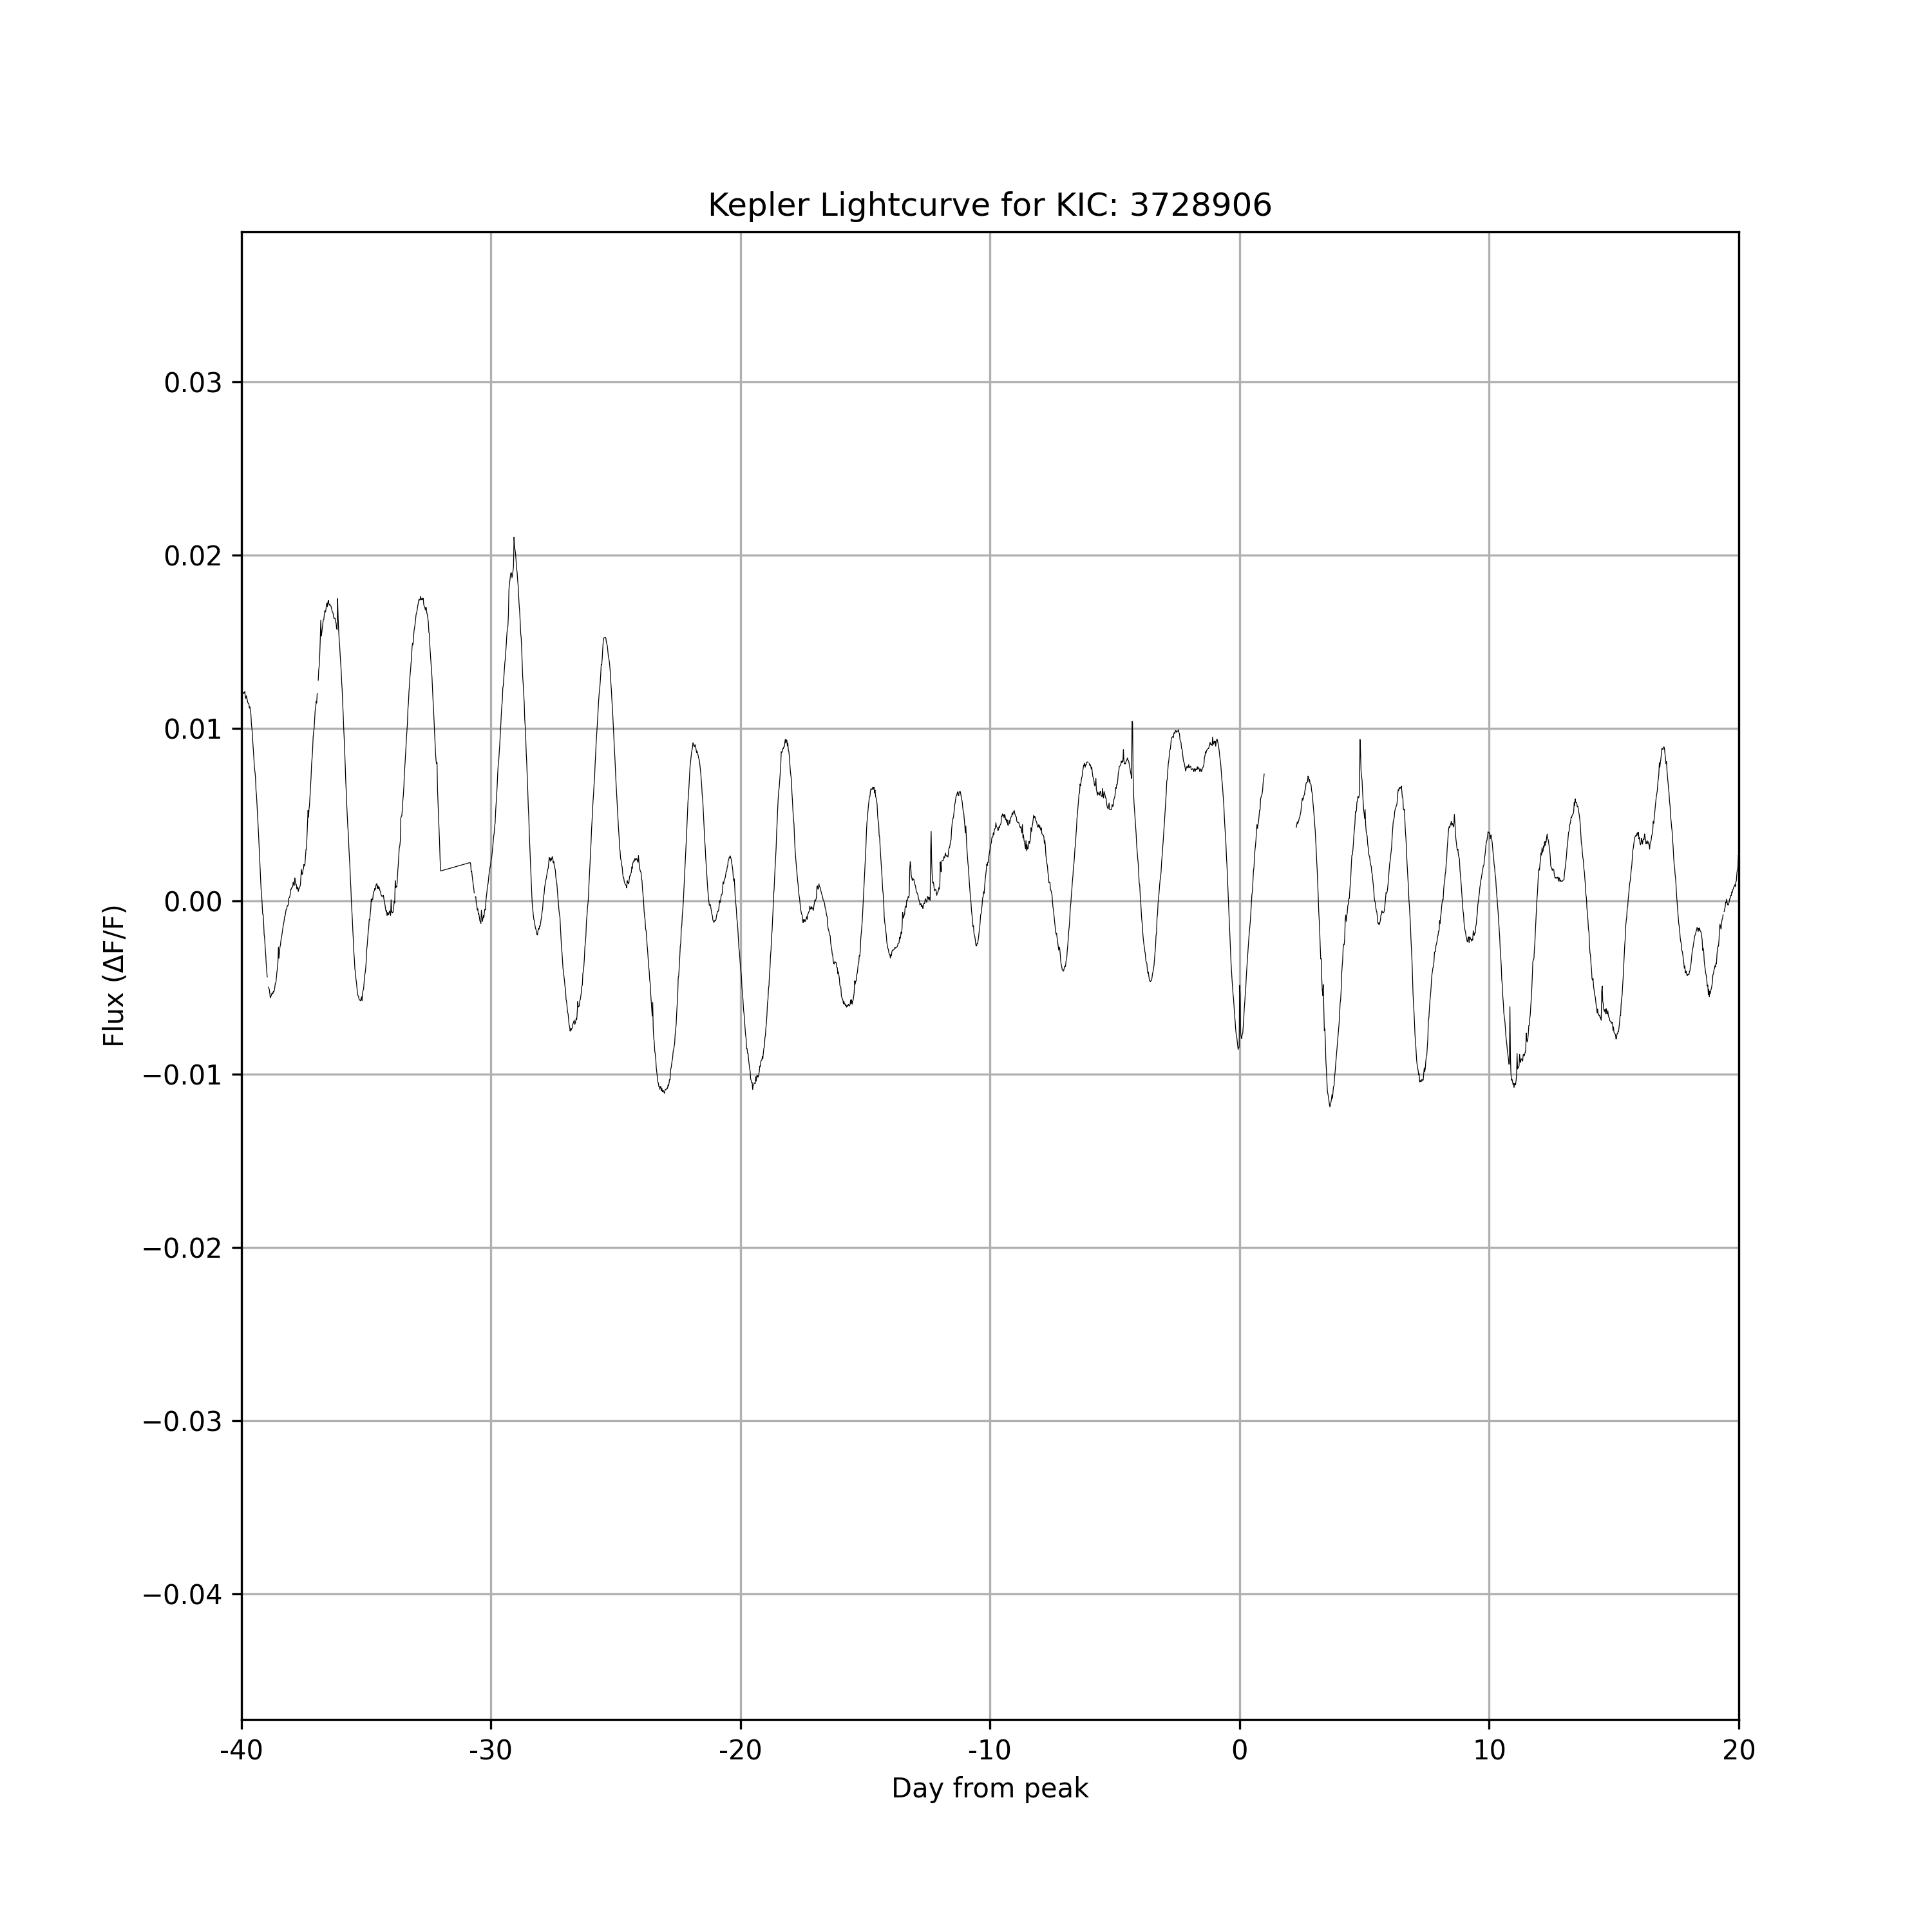 Kepler Lightcurve for KIC: 3728906
0.03
0.02
0.01
0.00
−0.01
−0.02
−0.03
−0.04
Flux (ΔF/F)
-40 -30 -20 -10 0 10 20
Day from peak